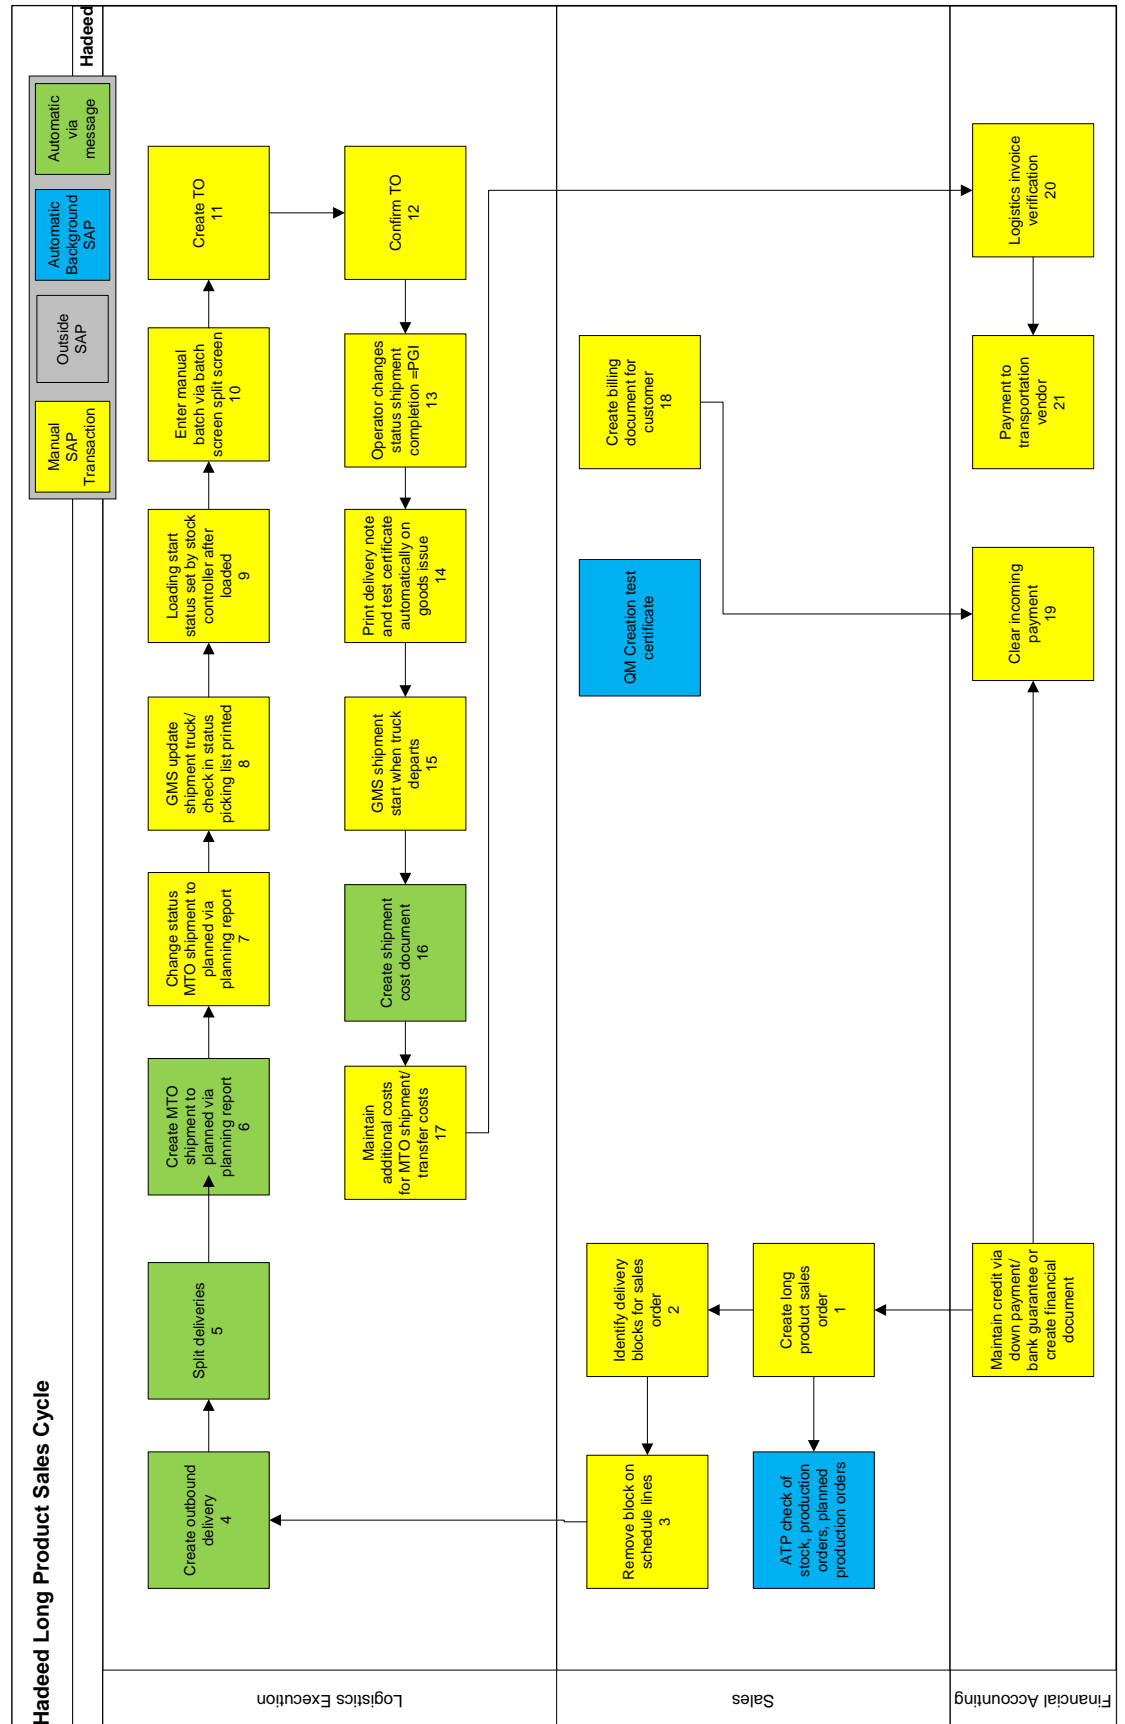 Hadeed Long Product Sales Cycle
Hadeed
Manual
SAP
Transaction
Outside
SAP
Automatic
Background
SAP
Automatic
via
message
Logistics Execution
Create outbound
delivery
4
Split deliveries
5
Create MTO
shipment to
planned via
planning report
6
Change status
MTO shipment to
planned via
planning report
7
GMS update
shipment truck/
check in status
picking list printed
8
Loading start
status set by stock
controller after
loaded
9
Enter manual
batch via batch
screen split screen
10
Create TO
11
Confirm TO
12
Operator changes
status shipment
completion =PGI
13
Print delivery note
and test certificate
automatically on
goods issue
14
GMS shipment
start when truck
departs
15
Create shipment
cost document
16
Maintain
additional costs
for MTO shipment/
transfer costs
17
Sales
Remove block on
schedule lines
3
Identify delivery
blocks for sales
order
2
QM Creation test
certificate
Create billing
document for
customer
18
ATP check of
stock, production
orders, planned
production orders
Create long
product sales
order
1
Financial Accounting
Maintain credit via
down payment/
bank guarantee or
create financial
document
Clear incoming
payment
19
Payment to
transportation
vendor
21
Logistics invoice
verification
20